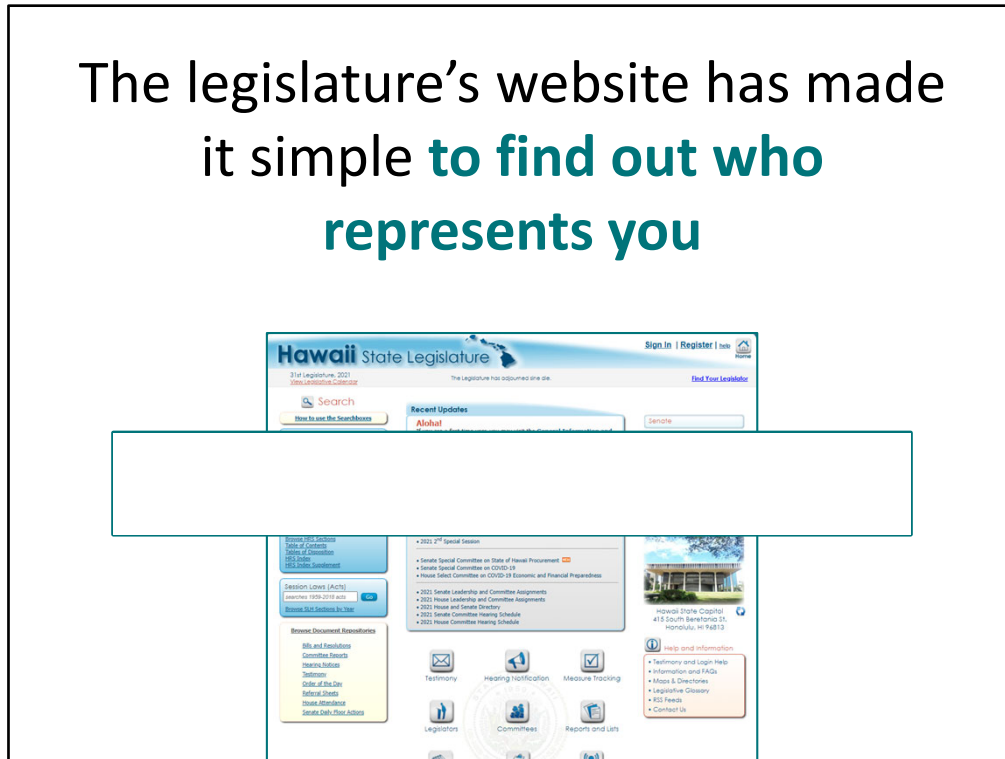 The legislature’s website has made
it simple to find out who
represents you
Hawaii State Legislature
Sign In | Register | help
Home
31st Legislature, 2021
View Legislative Calendar
The Legislature has adjourned sine die.
Find Your Legislator
Search
How to use the Searchboxes
Recent Updates
Aloha!
Senate
Browse HRS Sections
Table of Contents
Tables of Disposition
HRS Index
HRS Index Supplement
Session Laws (Acts)
searches 1959-2016 acts Go
Browse SLH Sections by Year
Browse Document Repositories
Bills and Resolutions
Committee Reports
Hearing Notices
Testimony
Order of the Day
Referral Sheets
House Attendance
Senate Daily Floor Actions
• 2021 2nd Special Session
• Senate Special Committee on State of Hawaii Procurement
• Senate Special Committee on COVID-19
• House Select Committee on COVID-19 Economic and Financial Preparedness
• 2021 Senate Leadership and Committee Assignments
• 2021 House Leadership and Committee Assignments
• 2021 House and Senate Directory
• 2021 Senate Committee Hearing Schedule
• 2021 House Committee Hearing Schedule
Testimony
Hearing Notification
Measure Tracking
Legislators
Committees
Reports and Lists
Hawaii State Capitol
415 South Beretania St.
Honolulu, HI 96813
Help and Information
• Testimony and Login Help
• Information and FAQs
• Maps & Directories
• Legislative Glossary
• RSS Feeds
• Contact Us